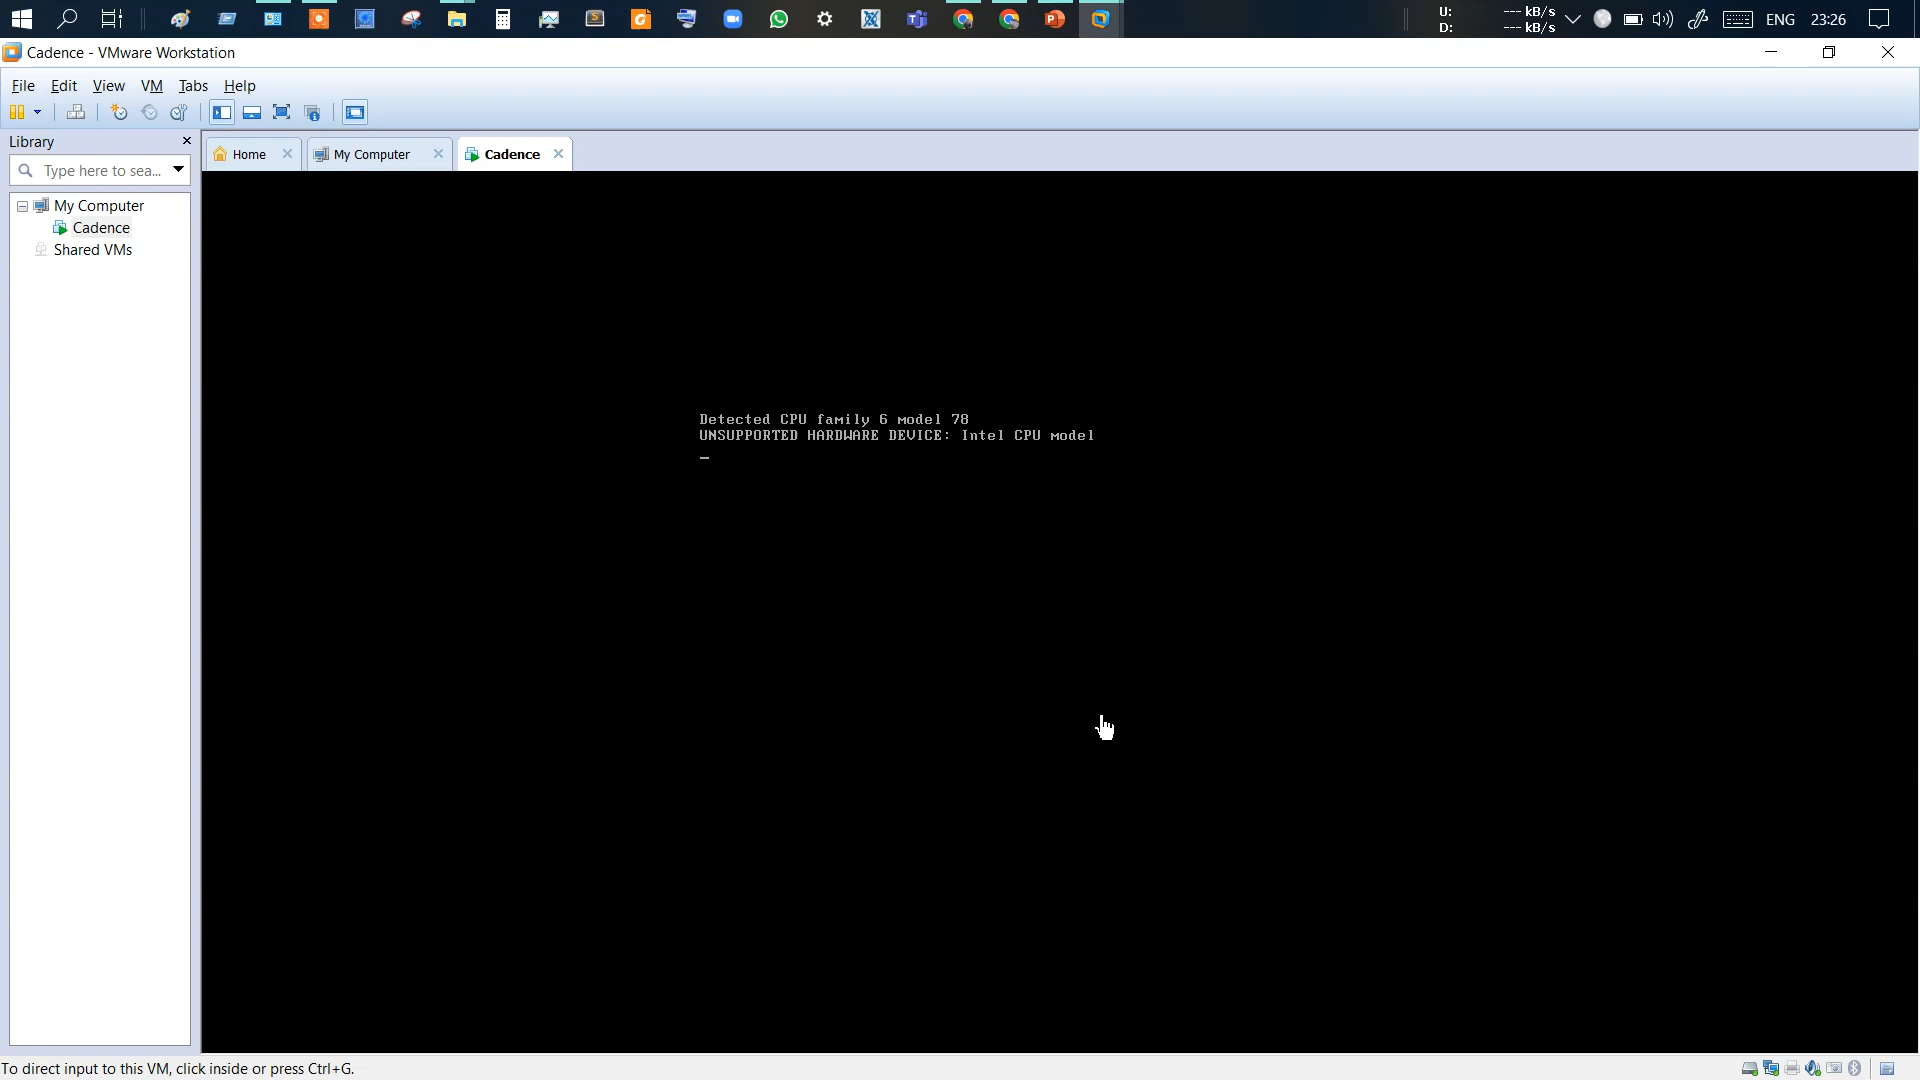 U: --- kB/s
D: --- kB/s
ENG 23:26
Cadence - VMware Workstation
File Edit View VM Tabs Help
Library
Type here to sea...
Home
My Computer
Cadence
My Computer
Cadence
Shared VMs
Detected CPU family 6 model 78
UNSUPPORTED HARDWARE DEVICE: Intel CPU model
_
To direct input to this VM, click inside or press Ctrl+G.